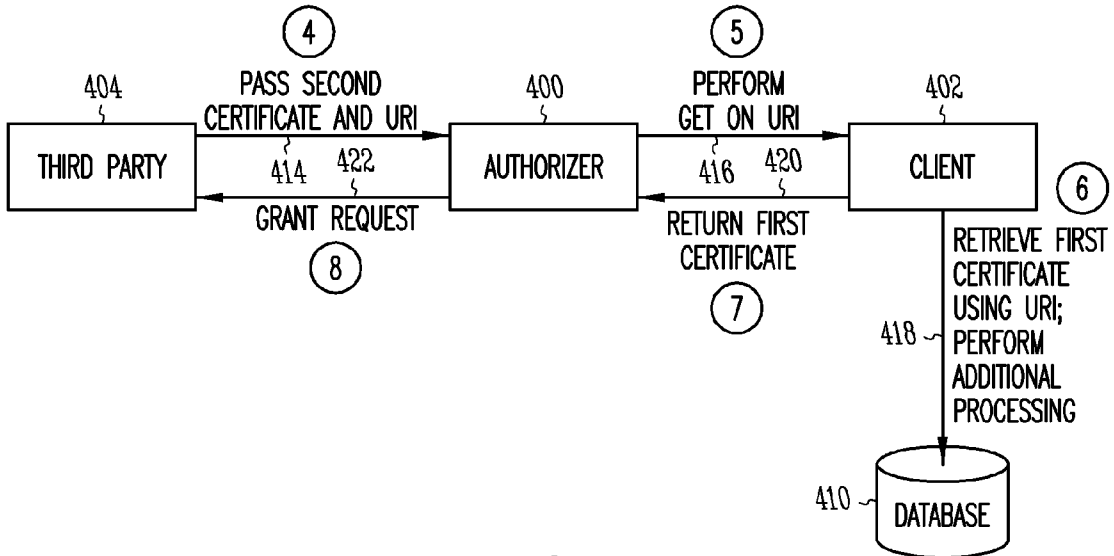 4
PASS SECOND
CERTIFICATE AND URI
414
404
THIRD PARTY
400
AUTHORIZER
422
GRANT REQUEST
8
5
PERFORM
GET ON URI
416
402
CLIENT
420
RETURN FIRST
CERTIFICATE
7
6
RETRIEVE FIRST
CERTIFICATE
USING URI;
PERFORM
ADDITIONAL
PROCESSING
418
410
DATABASE